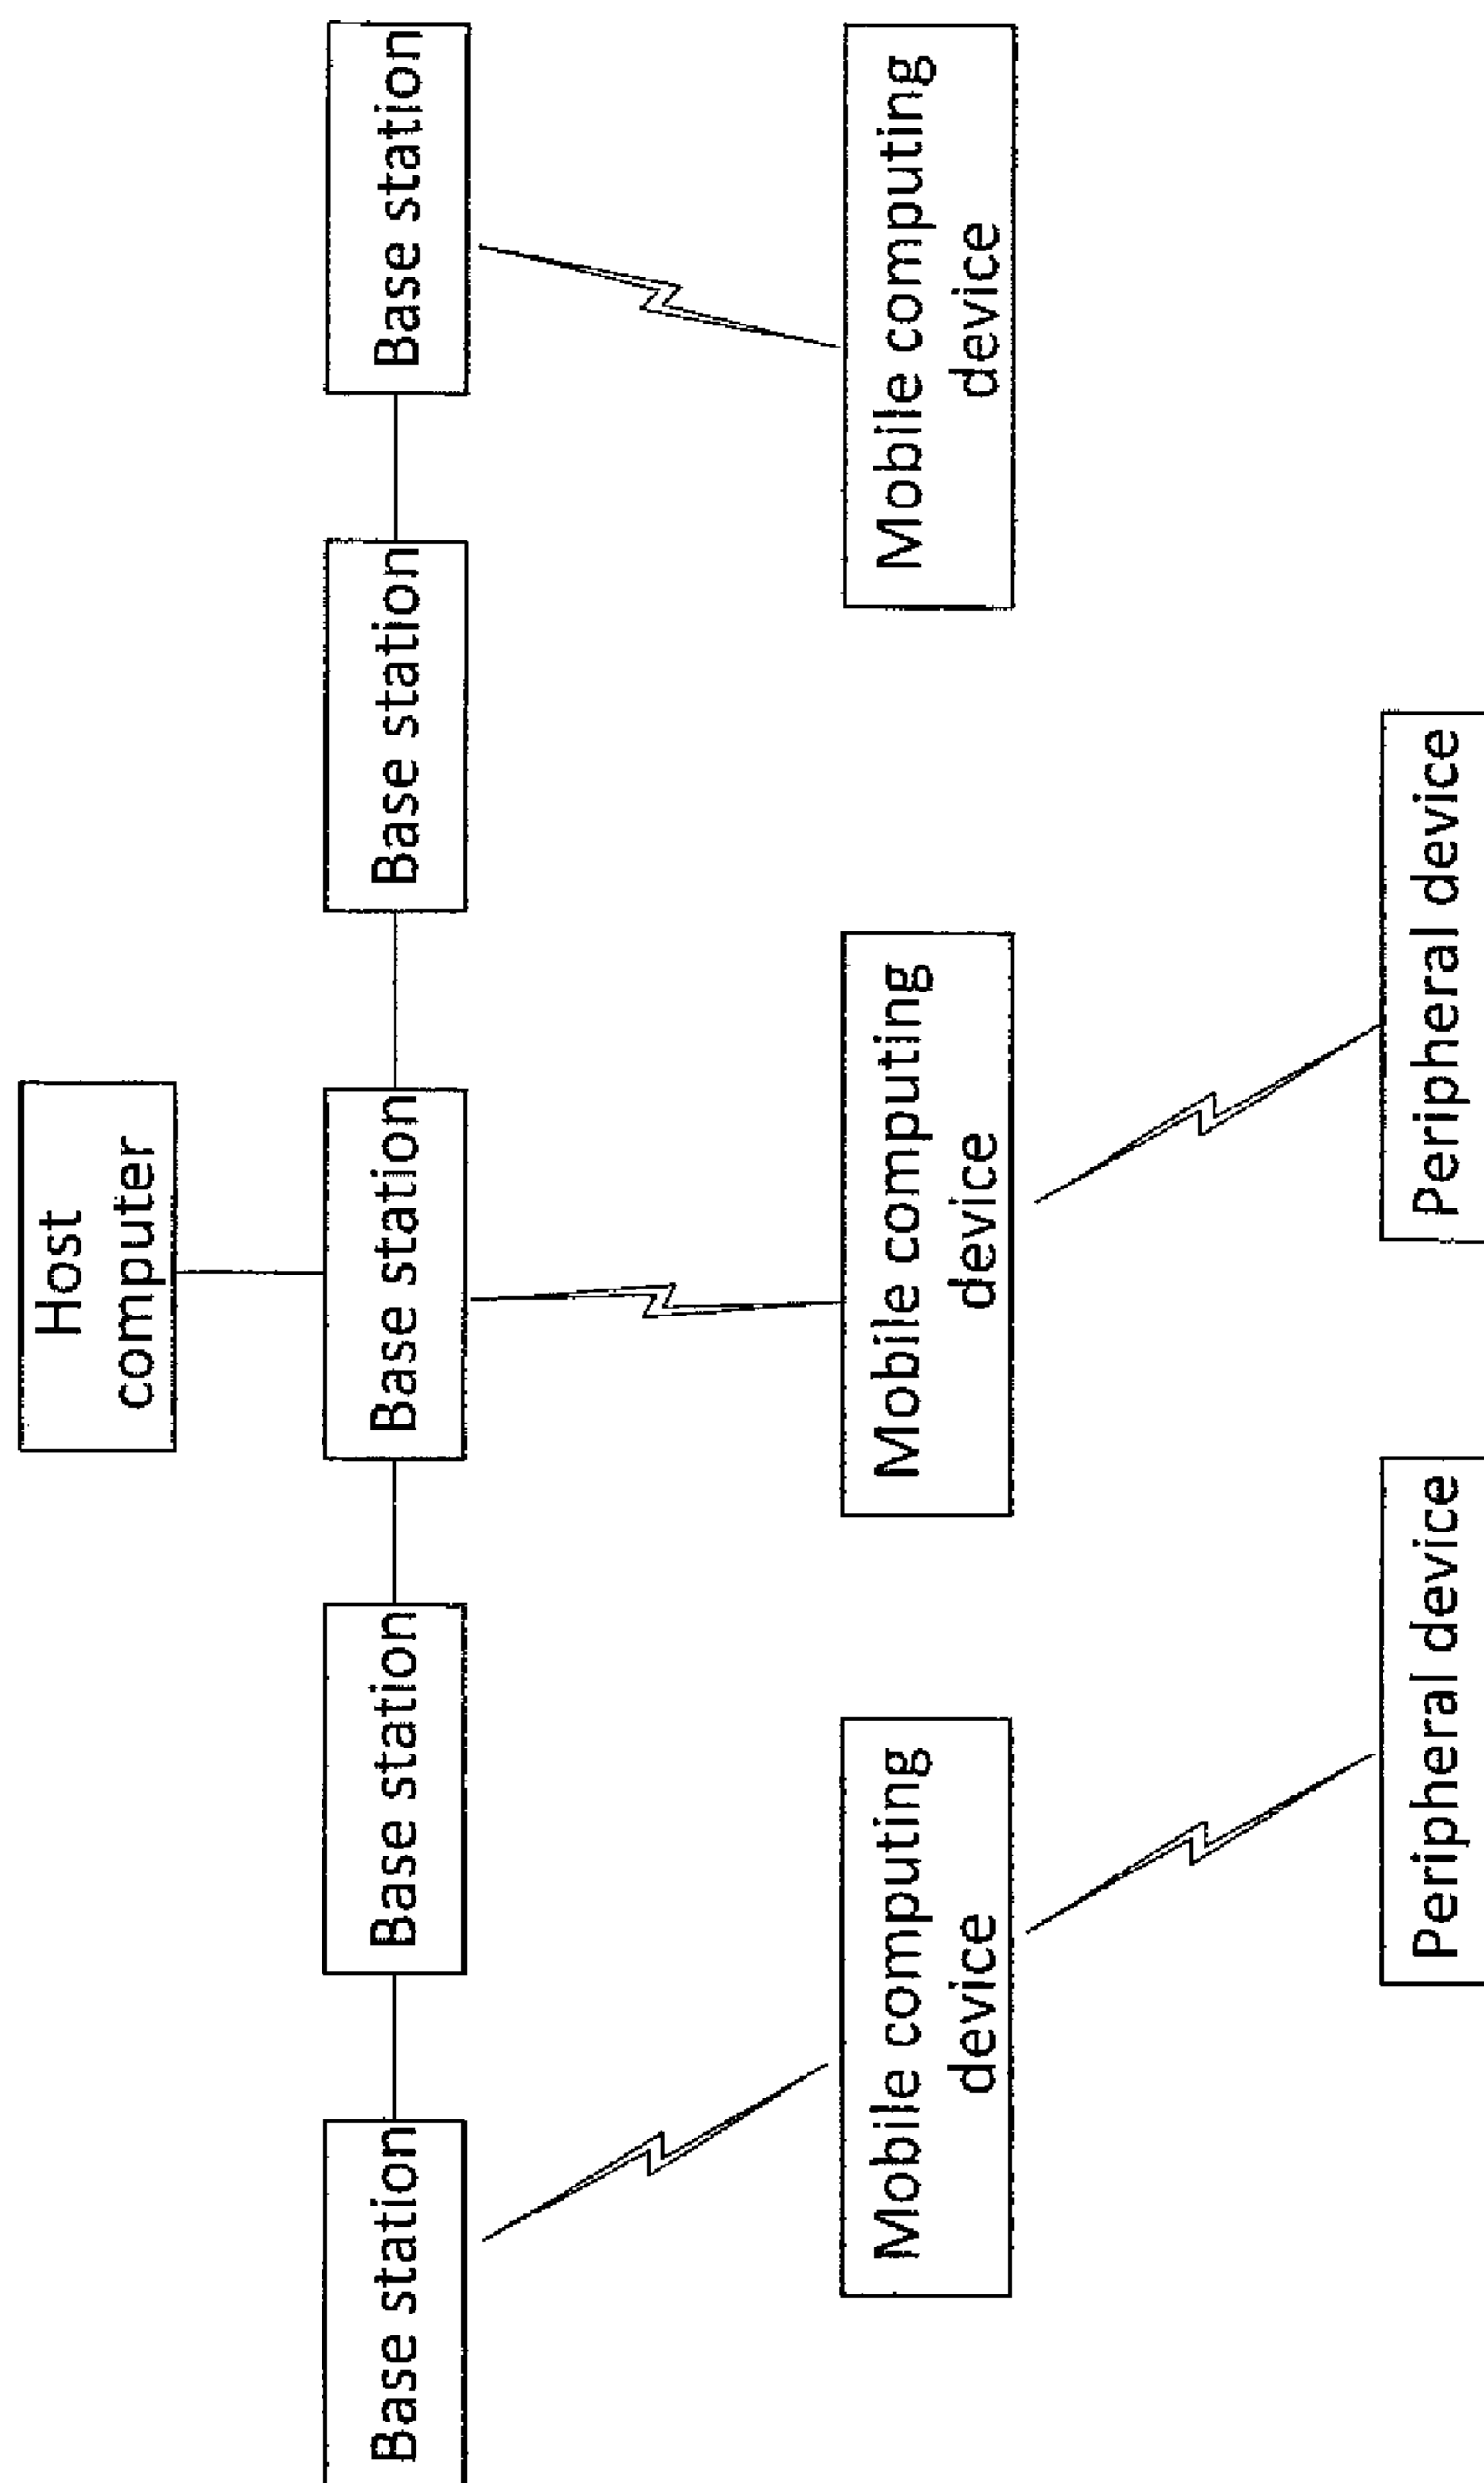 Host
computer
Base station
Base station
Base station
Base station
Base station
Mobile computing
device
Mobile computing
device
Mobile computing
device
Peripheral device
Peripheral device